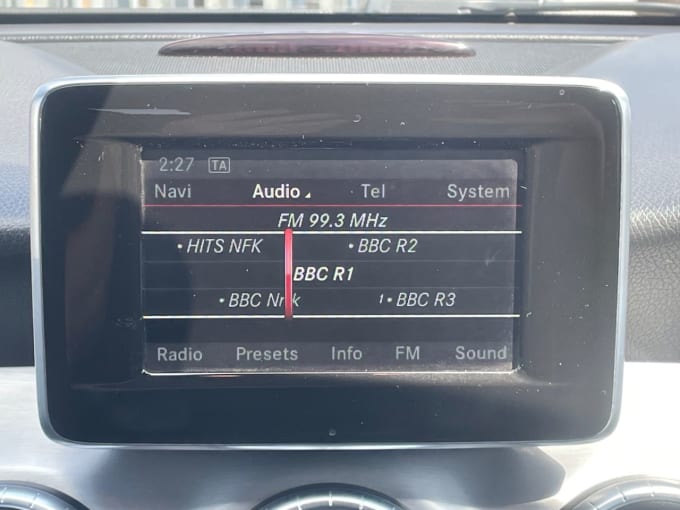 2:27 TA
Navi Audio Tel System
FM 99.3 MHz
• HITS NFK • BBC R2
BBC R1
• BBC 1• BBC R3
Radio Presets Info FM Sound